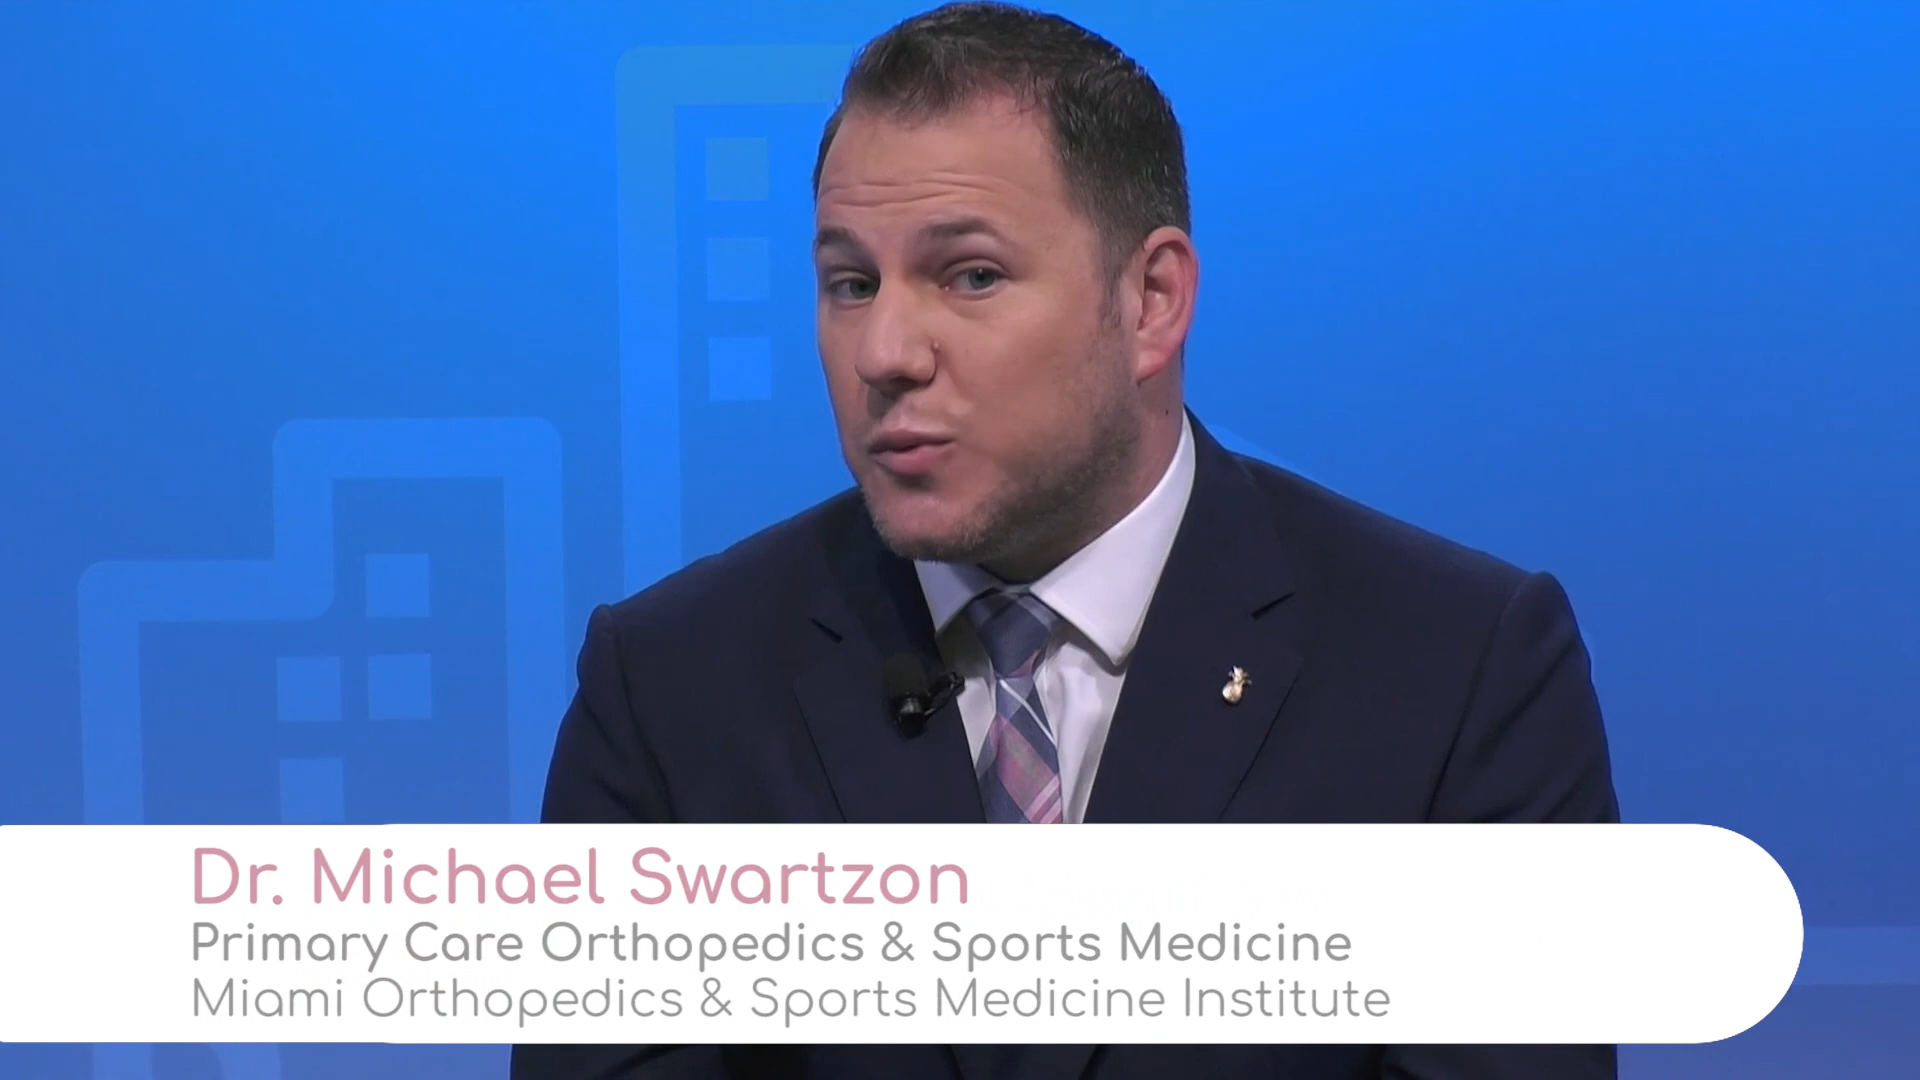 Dr. Michael Swartzon
Primary Care Orthopedics & Sports Medicine
Miami Orthopedics & Sports Medicine Institute